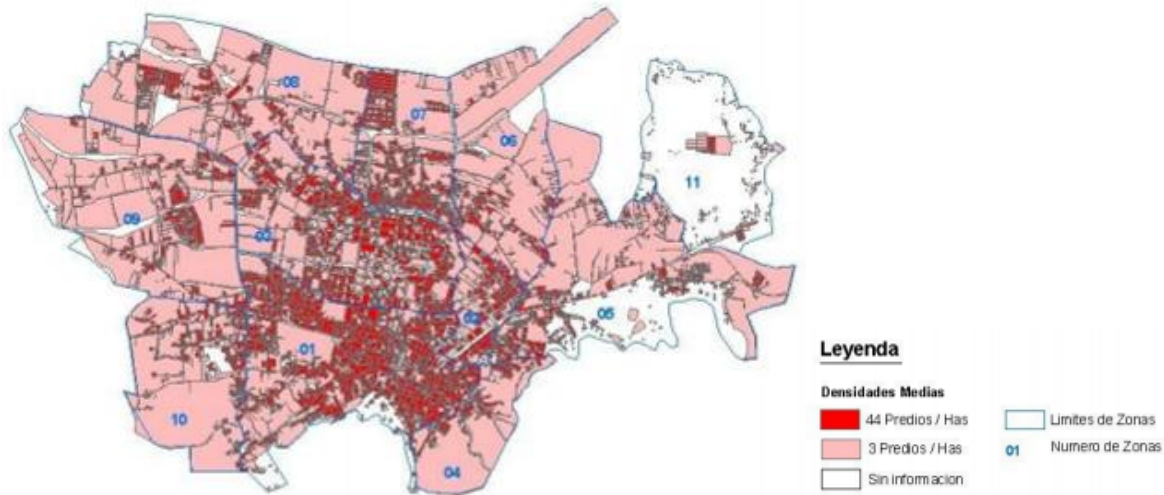 08
07
06
11
09
03
05
02
01
10
04
Leyenda
Densidades Medias
44 Predios / Has
3 Predios / Has
Sin informacion
Limites de Zonas
01 Numero de Zonas